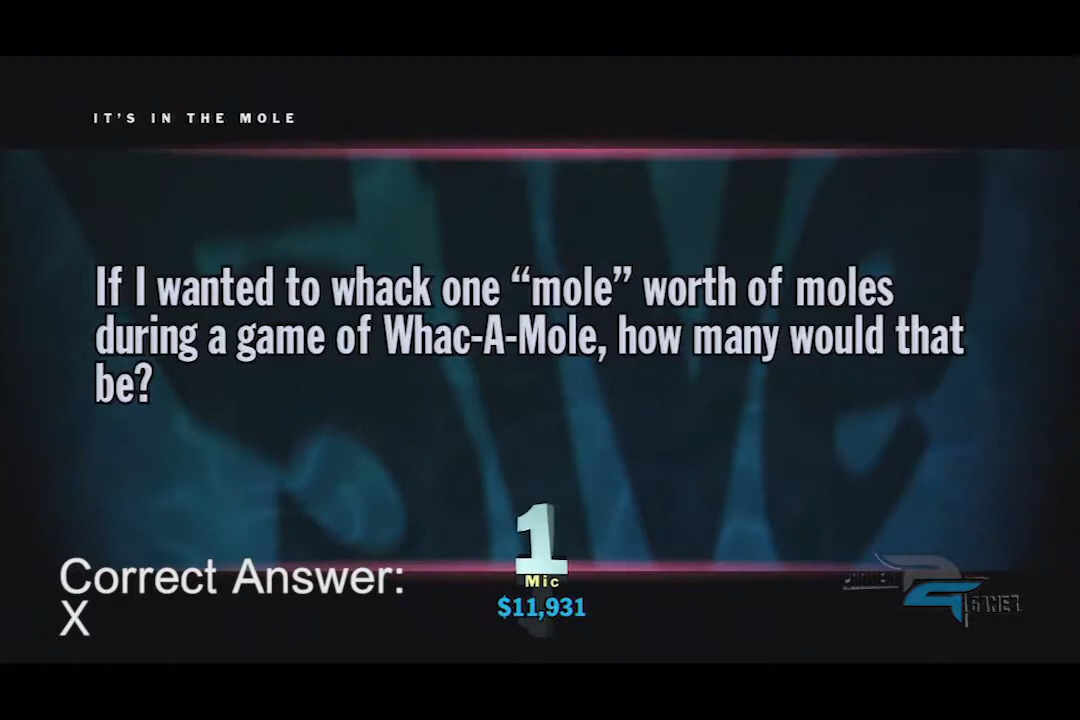 IT'S IN THE MOLE
If I wanted to whack one “mole” worth of moles
during a game of Whac-A-Mole, how many would that
be?
1
Mic
$11,931
Correct Answer:
X
GAMER